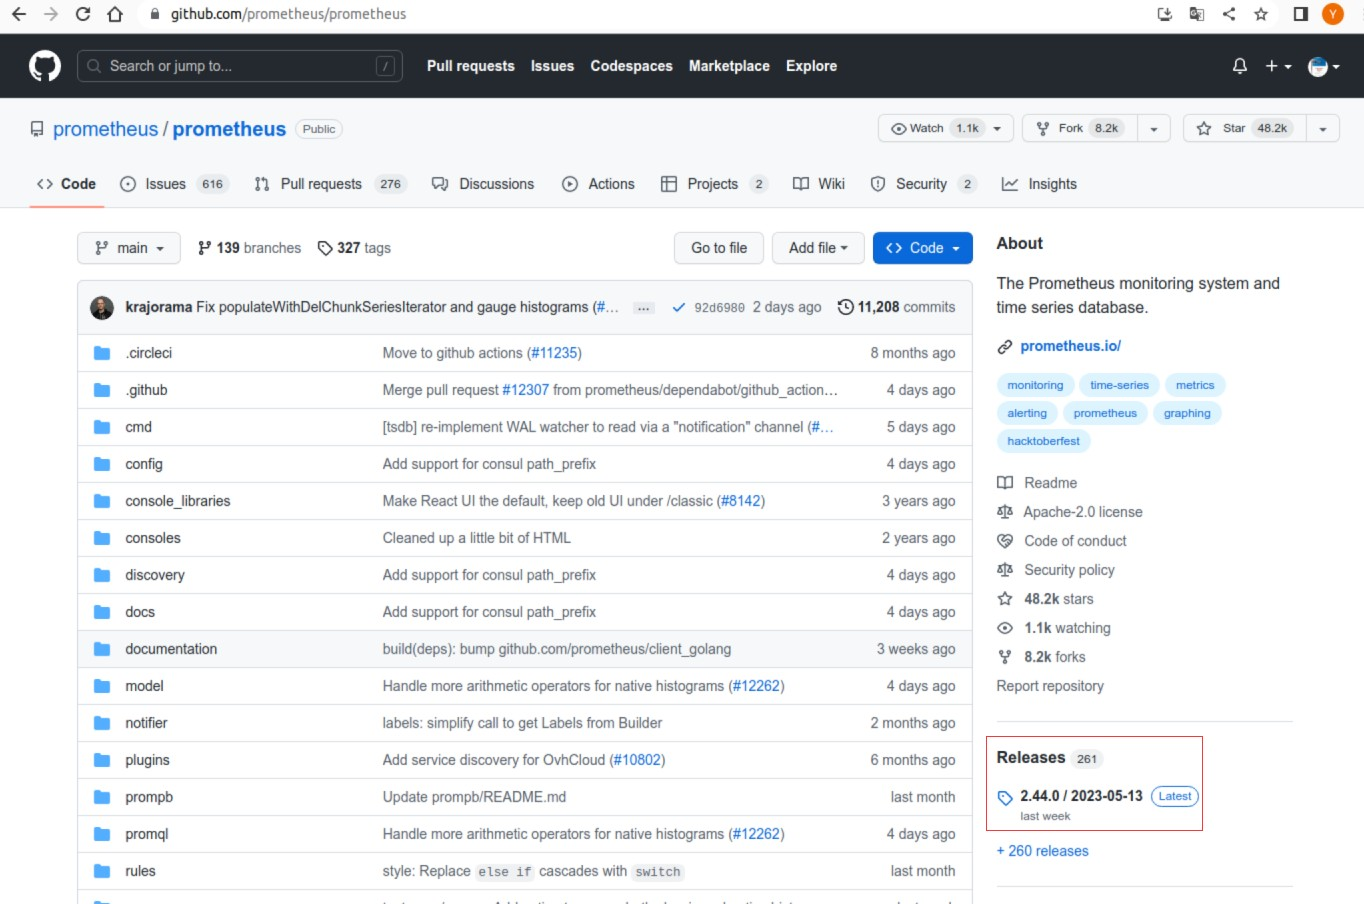 github.com/prometheus/prometheus
Y
Search or jump to... / Pull requests Issues Codespaces Marketplace Explore
prometheus / prometheus Public
Watch 1.1k Fork 8.2k Star 48.2k
Code Issues 616 Pull requests 276 Discussions Actions Projects 2 Wiki Security 2 Insights
main 139 branches 327 tags Go to file Add file Code
krajorama Fix populateWithDelChunkSeriesIterator and gauge histograms (#... ... 92d6980 2 days ago 11,208 commits
.circleci Move to github actions (#11235) 8 months ago
.github Merge pull request #12307 from prometheus/dependabot/github_action... 4 days ago
cmd [tsdb] re-implement WAL watcher to read via a "notification" channel (#... 5 days ago
config Add support for consul path_prefix 4 days ago
console_libraries Make React UI the default, keep old UI under /classic (#8142) 3 years ago
consoles Cleaned up a little bit of HTML 2 years ago
discovery Add support for consul path_prefix 4 days ago
docs Add support for consul path_prefix 4 days ago
documentation build(deps): bump github.com/prometheus/client_golang 3 weeks ago
model Handle more arithmetic operators for native histograms (#12262) 4 days ago
notifier labels: simplify call to get Labels from Builder 2 months ago
plugins Add service discovery for OvhCloud (#10802) 6 months ago
prompb Update prompb/README.md last month
promql Handle more arithmetic operators for native histograms (#12262) 4 days ago
rules style: Replace else if cascades with switch last month
About
The Prometheus monitoring system and
time series database.
prometheus.io/
monitoring time-series metrics
alerting prometheus graphing
hacktoberfest
Readme
Apache-2.0 license
Code of conduct
Security policy
48.2k stars
1.1k watching
8.2k forks
Report repository
Releases 261
2.44.0 / 2023-05-13 Latest
last week
+ 260 releases